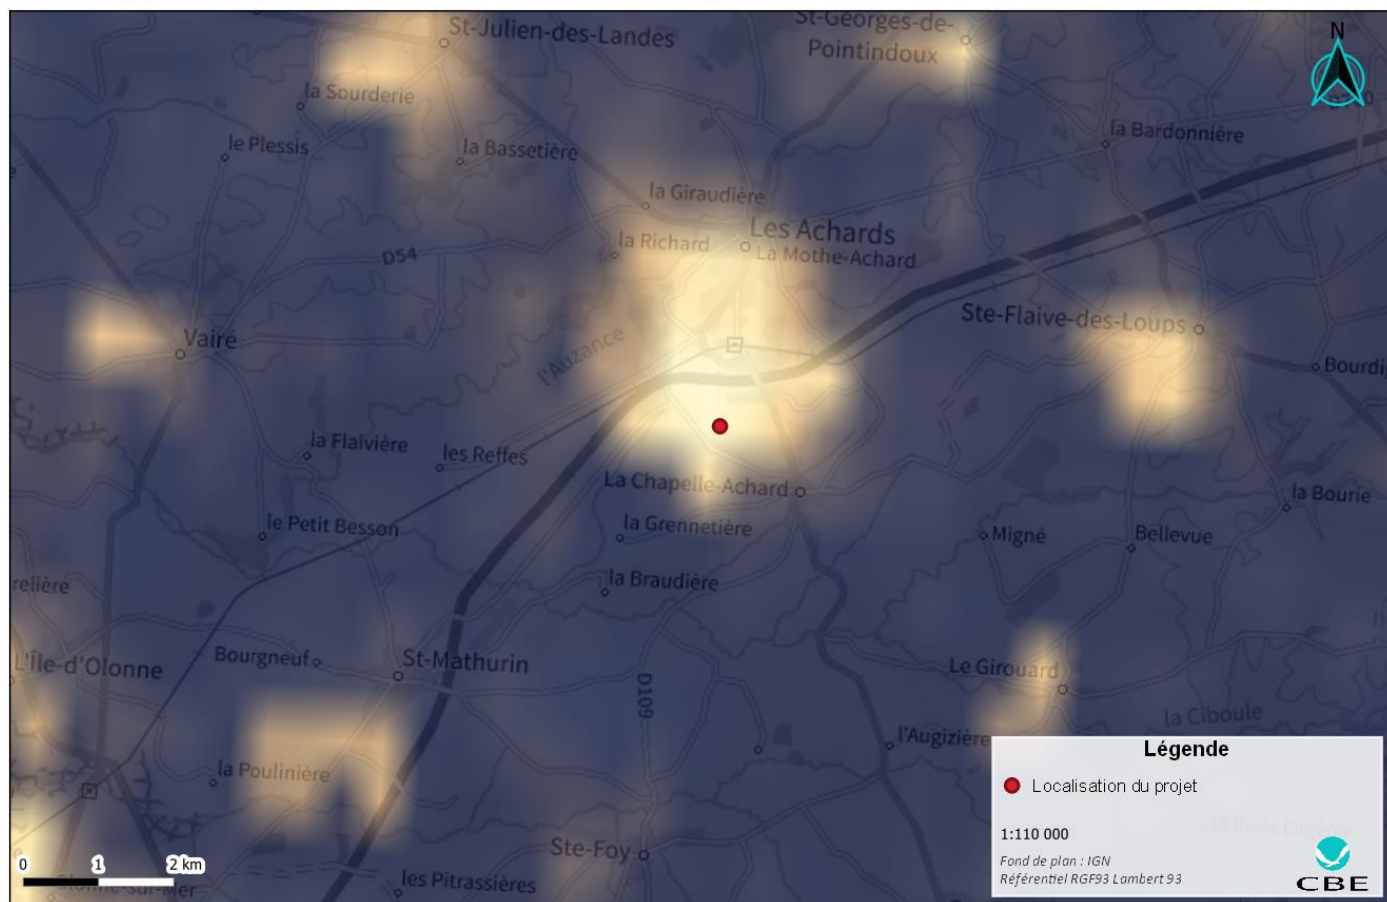 St-Julien-des-Landes
St-Georges-de-
Pointindoux
N
la Sourderie
le Plessis
la Bassetière
la Bardonnière
la Giraudière
Les Achards
la Richard
La Mothe-Achard
D54
Ste-Flaive-des-Loups
Vairé
l'Auzance
Bourdi
la Flaivière
les Reffes
La Chapelle-Achard
la Bourie
le Petit Besson
la Grennetière
Migné
Bellevue
relière
la Braudière
L'Île-d'Olonne
Bourgneuf
St-Mathurin
Le Girouard
D109
la Ciboule
l'Augizière
la Poulinière
Ste-Foy
les Pitrassières
Olonne-sur-Mer
0 1 2 km
Légende
Localisation du projet
1:110 000
Fond de plan : IGN
Référentiel RGF93 Lambert 93
CBE